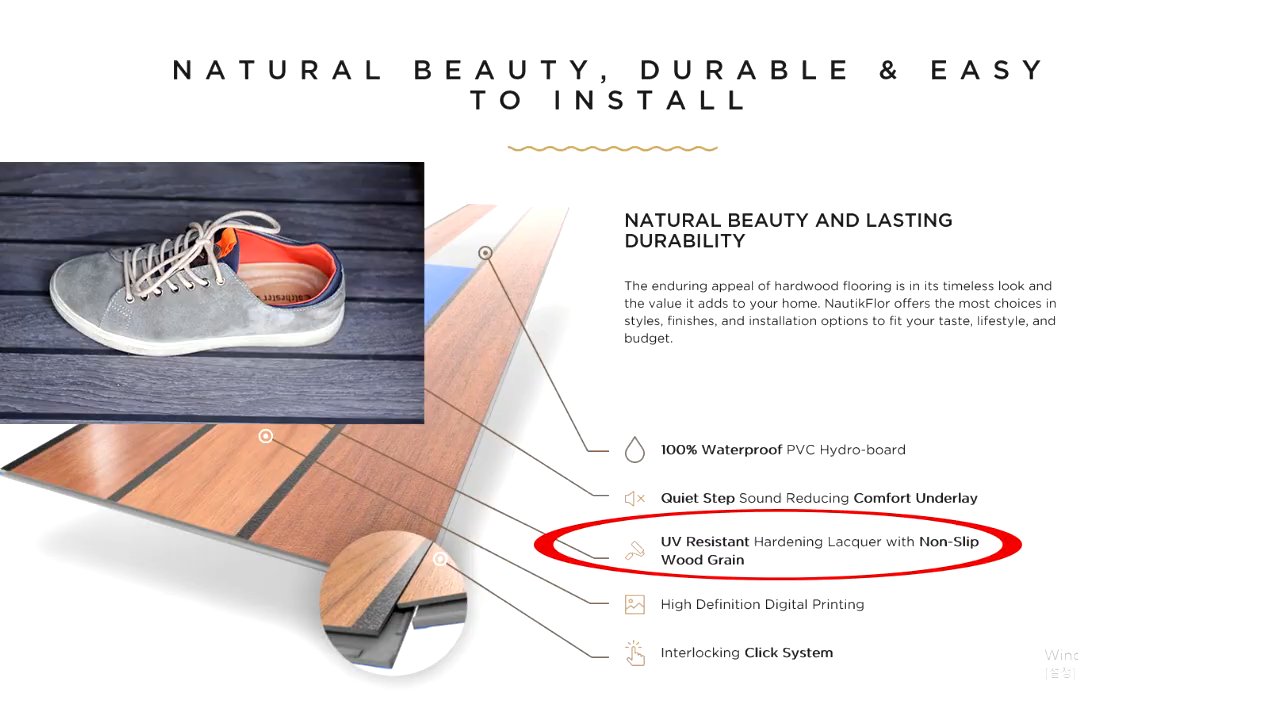 NATURAL BEAUTY, DURABLE & EASY
TO INSTALL
NATURAL BEAUTY AND LASTING
DURABILITY
The enduring appeal of hardwood flooring is in its timeless look and
the value it adds to your home. NautikFlor offers the most choices in
styles, finishes, and installation options to fit your taste, lifestyle, and
budget.
100% Waterproof PVC Hydro-board
Quiet Step Sound Reducing Comfort Underlay
UV Resistant Hardening Lacquer with Non-Slip
Wood Grain
High Definition Digital Printing
Interlocking Click System